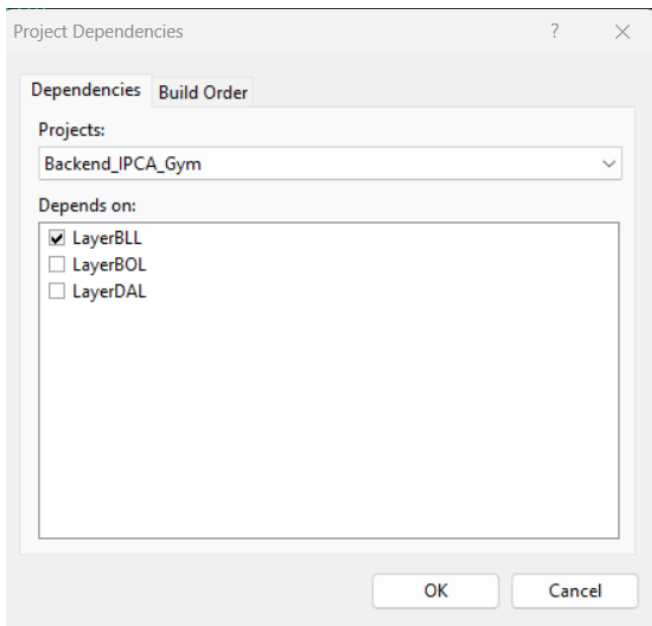 Project Dependencies ?
Dependencies Build Order
Projects:
Backend_IPCA_Gym
Depends on:
LayerBLL
LayerBOL
LayerDAL
OK Cancel